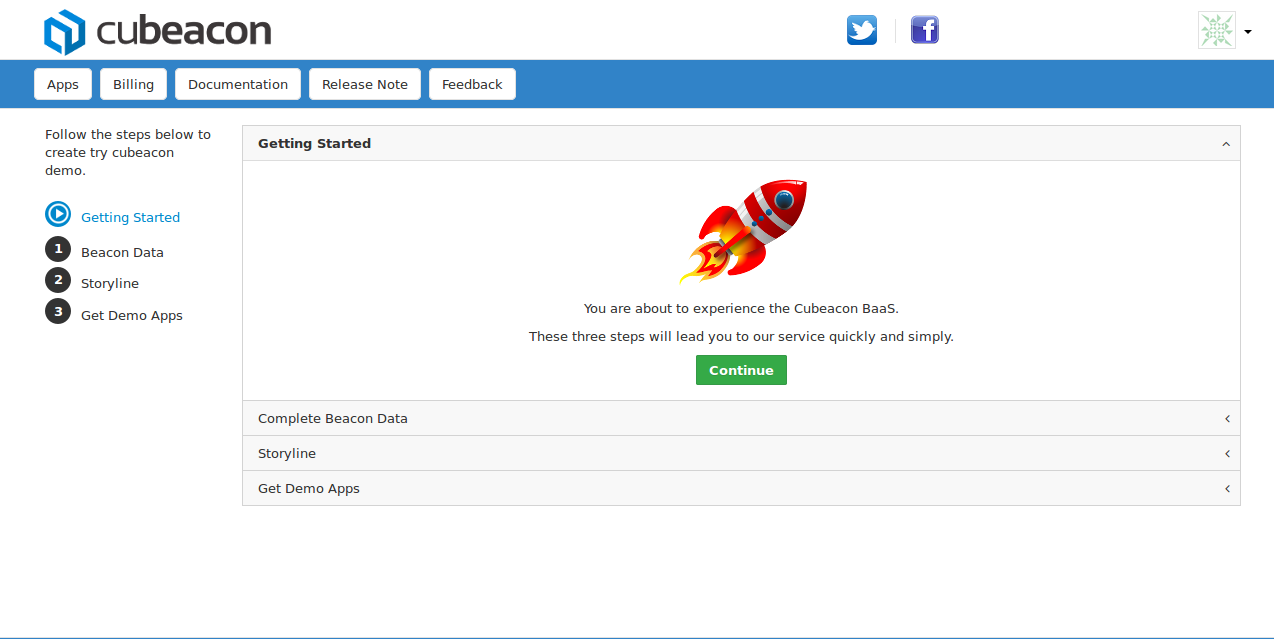 cubeacon
Apps
Billing
Documentation
Release Note
Feedback
Follow the steps below to
create try cubeacon
demo.
Getting Started
1 Beacon Data
2 Storyline
3 Get Demo Apps
Getting Started
You are about to experience the Cubeacon BaaS.
These three steps will lead you to our service quickly and simply.
Continue
Complete Beacon Data
Storyline
Get Demo Apps